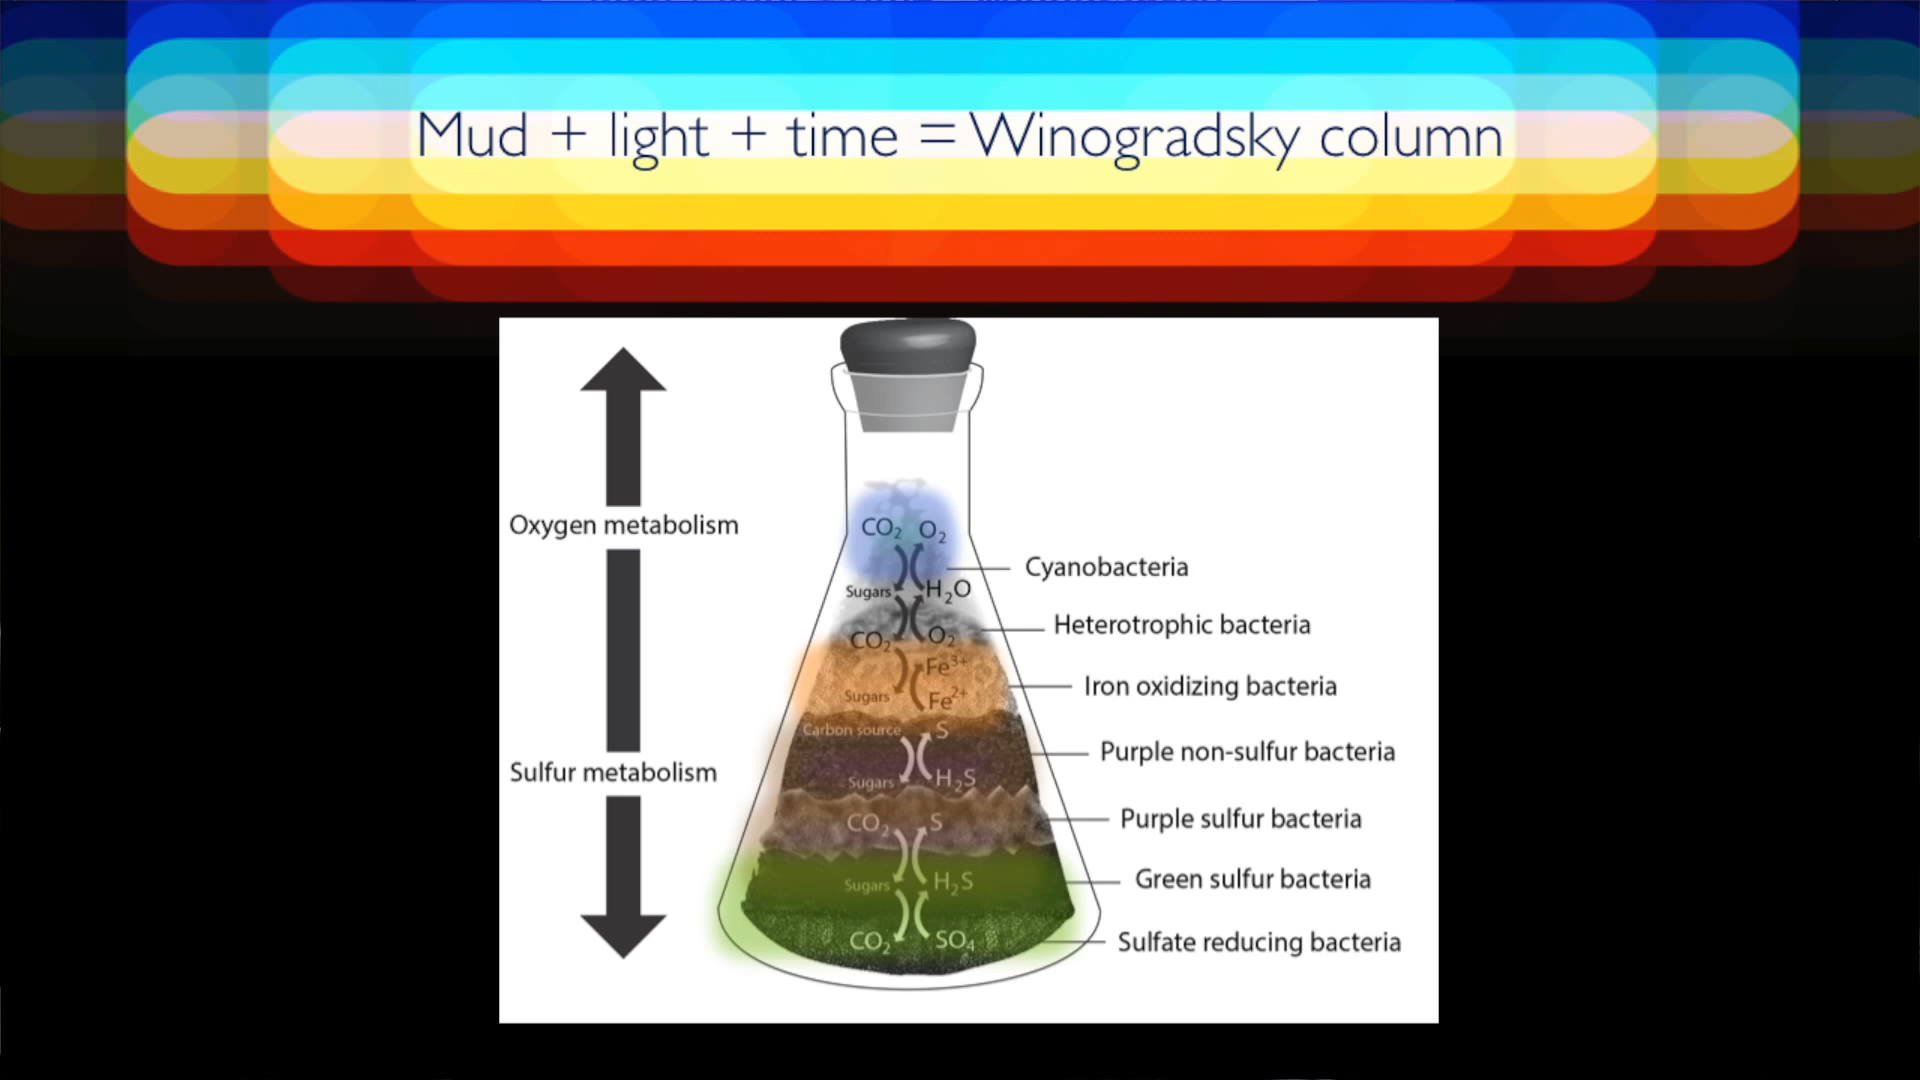 Mud + light + time = Winogradsky column
Oxygen metabolism
Sulfur metabolism
CO₂ O₂
Sugars H₂O
CO₂ O₂
Fe³⁺
Sugars Fe²⁺
Carbon source S
Sugars H₂S
CO₂ S
Sugars H₂S
CO₂ SO₄
Cyanobacteria
Heterotrophic bacteria
Iron oxidizing bacteria
Purple non-sulfur bacteria
Purple sulfur bacteria
Green sulfur bacteria
Sulfate reducing bacteria